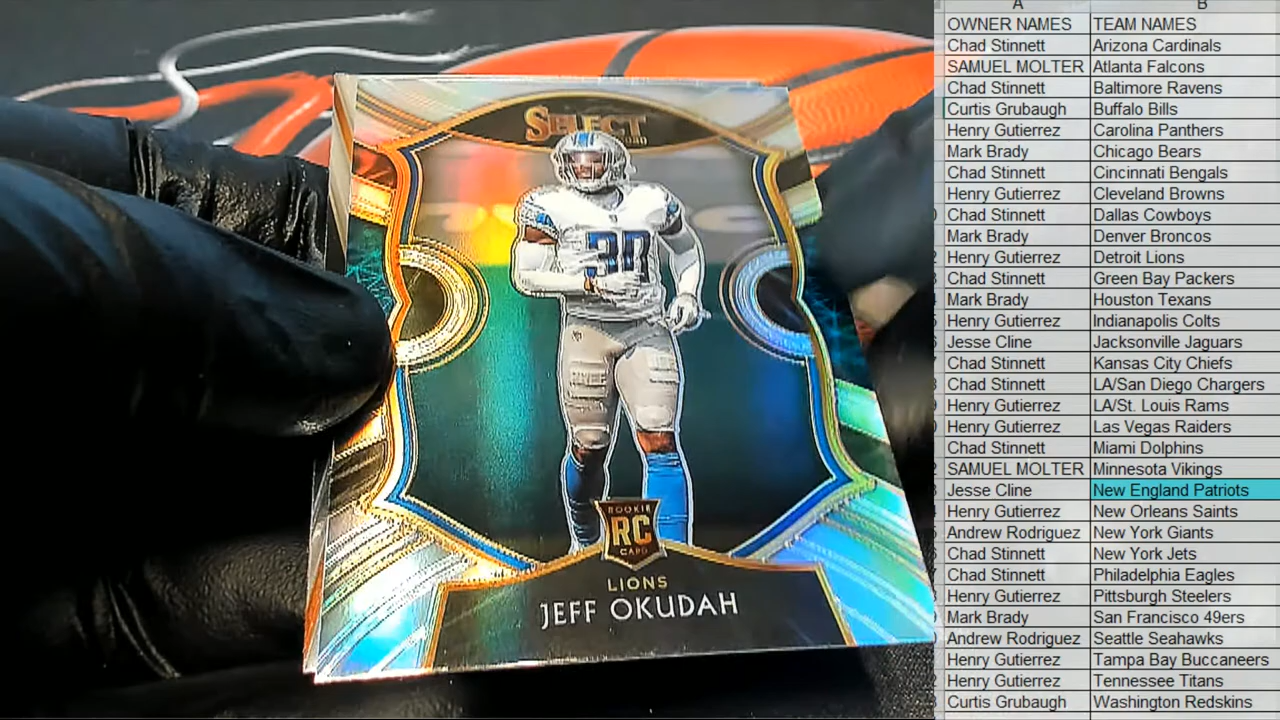 SELECT
2020
30
ROOKIE
RC
CARD
LIONS
JEFF OKUDAH
A B
OWNER NAMES TEAM NAMES
Chad Stinnett Arizona Cardinals
SAMUEL MOLTER Atlanta Falcons
Chad Stinnett Baltimore Ravens
Curtis Grubaugh Buffalo Bills
Henry Gutierrez Carolina Panthers
Mark Brady Chicago Bears
Chad Stinnett Cincinnati Bengals
Henry Gutierrez Cleveland Browns
Chad Stinnett Dallas Cowboys
Mark Brady Denver Broncos
Henry Gutierrez Detroit Lions
Chad Stinnett Green Bay Packers
Mark Brady Houston Texans
Henry Gutierrez Indianapolis Colts
Jesse Cline Jacksonville Jaguars
Chad Stinnett Kansas City Chiefs
Chad Stinnett LA/San Diego Chargers
Henry Gutierrez LA/St. Louis Rams
Henry Gutierrez Las Vegas Raiders
Chad Stinnett Miami Dolphins
SAMUEL MOLTER Minnesota Vikings
Jesse Cline New England Patriots
Henry Gutierrez New Orleans Saints
Andrew Rodriguez New York Giants
Chad Stinnett New York Jets
Chad Stinnett Philadelphia Eagles
Henry Gutierrez Pittsburgh Steelers
Mark Brady San Francisco 49ers
Andrew Rodriguez Seattle Seahawks
Henry Gutierrez Tampa Bay Buccaneers
Henry Gutierrez Tennessee Titans
Curtis Grubaugh Washington Redskins